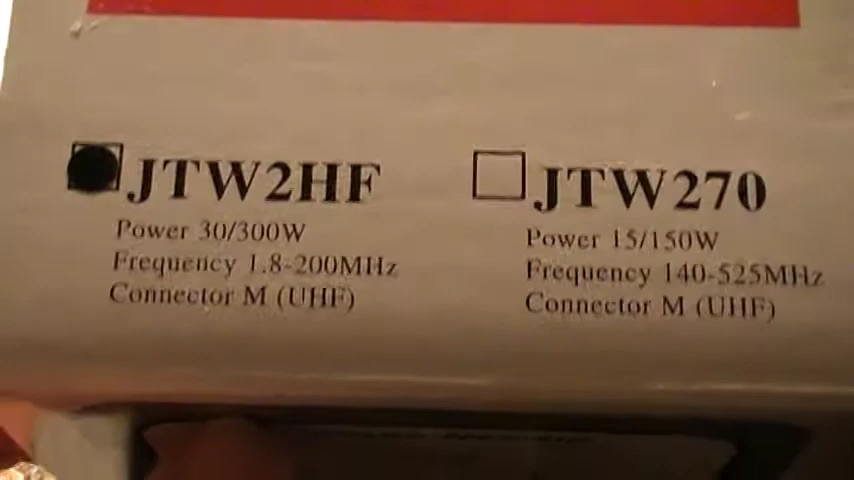 JTW2HF
Power 30/300W
Frequency 1.8-200MHz
Connector M (UHF)
JTW270
Power 15/150W
Frequency 140-525MHz
Connector M (UHF)